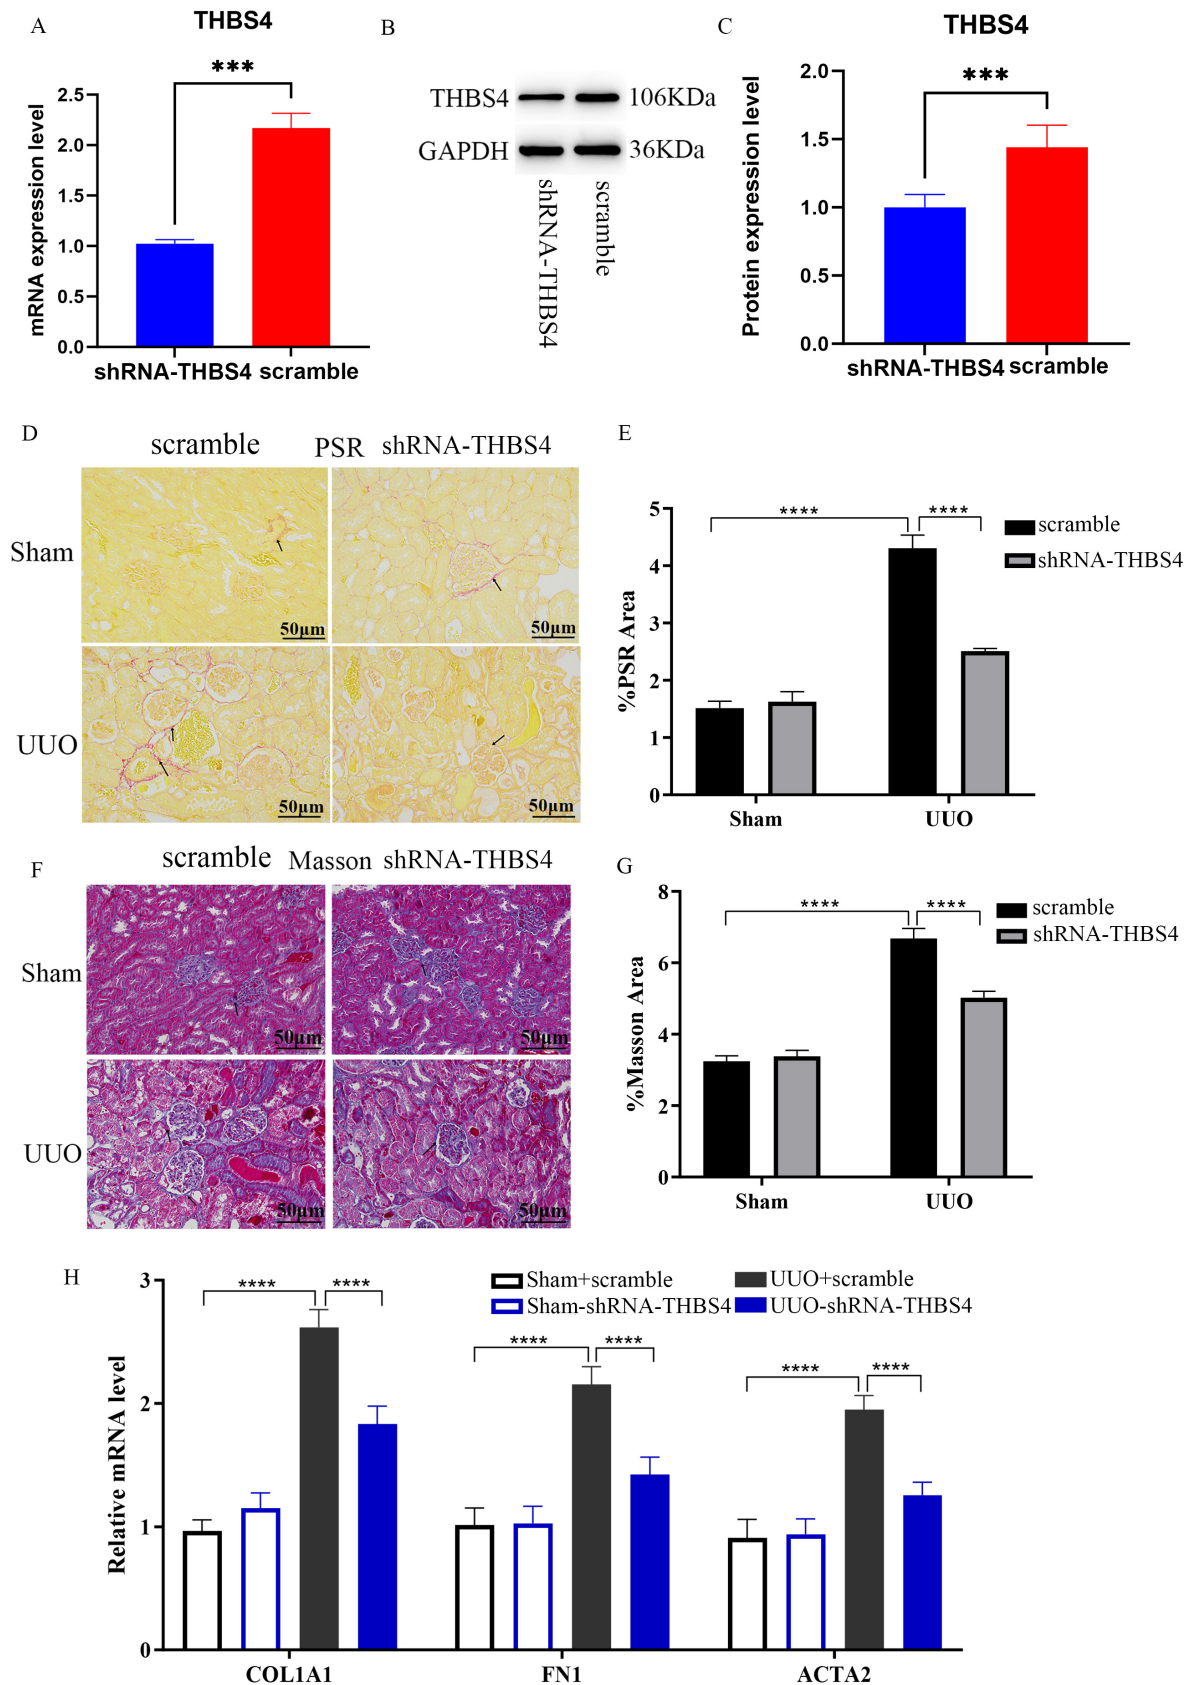 A
THBS4
***
mRNA expression level
2.5
2.0
1.5
1.0
0.5
0.0
shRNA-THBS4 scramble
B
THBS4 106KDa
GAPDH 36KDa
shRNA-THBS4
scramble
C
THBS4
***
Protein expression level
2.0
1.5
1.0
0.5
0.0
shRNA-THBS4 scramble
D
scramble PSR shRNA-THBS4
Sham
50μm 50μm
UUO
50μm 50μm
E
%PSR Area
5
4
3
2
1
0
**** ****
scramble
shRNA-THBS4
Sham UUO
F
scramble Masson shRNA-THBS4
Sham
50μm 50μm
UUO
50μm 50μm
G
%Masson Area
8
6
4
2
0
**** ****
scramble
shRNA-THBS4
Sham UUO
H
Relative mRNA level
3
2
1
0
Sham+scramble UUO+scramble
Sham-shRNA-THBS4 UUO-shRNA-THBS4
**** ****
**** ****
**** ****
COL1A1 FN1 ACTA2